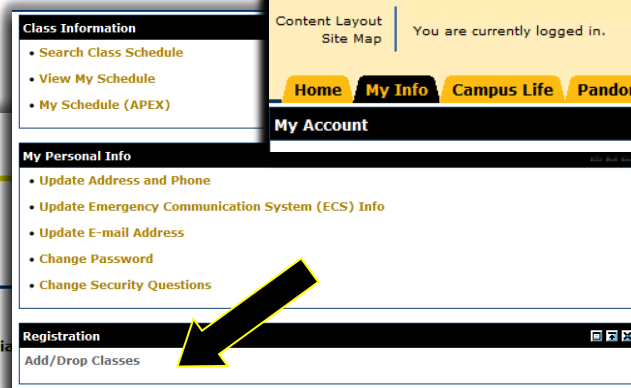 Content Layout
Site Map
You are currently logged in.
Home
My Info
Campus Life
My Account
Class Information
Search Class Schedule
View My Schedule
My Schedule (APEX)
My Personal Info
Update Address and Phone
Update Emergency Communication System (ECS) Info
Update E-mail Address
Change Password
Change Security Questions
Registration
Add/Drop Classes